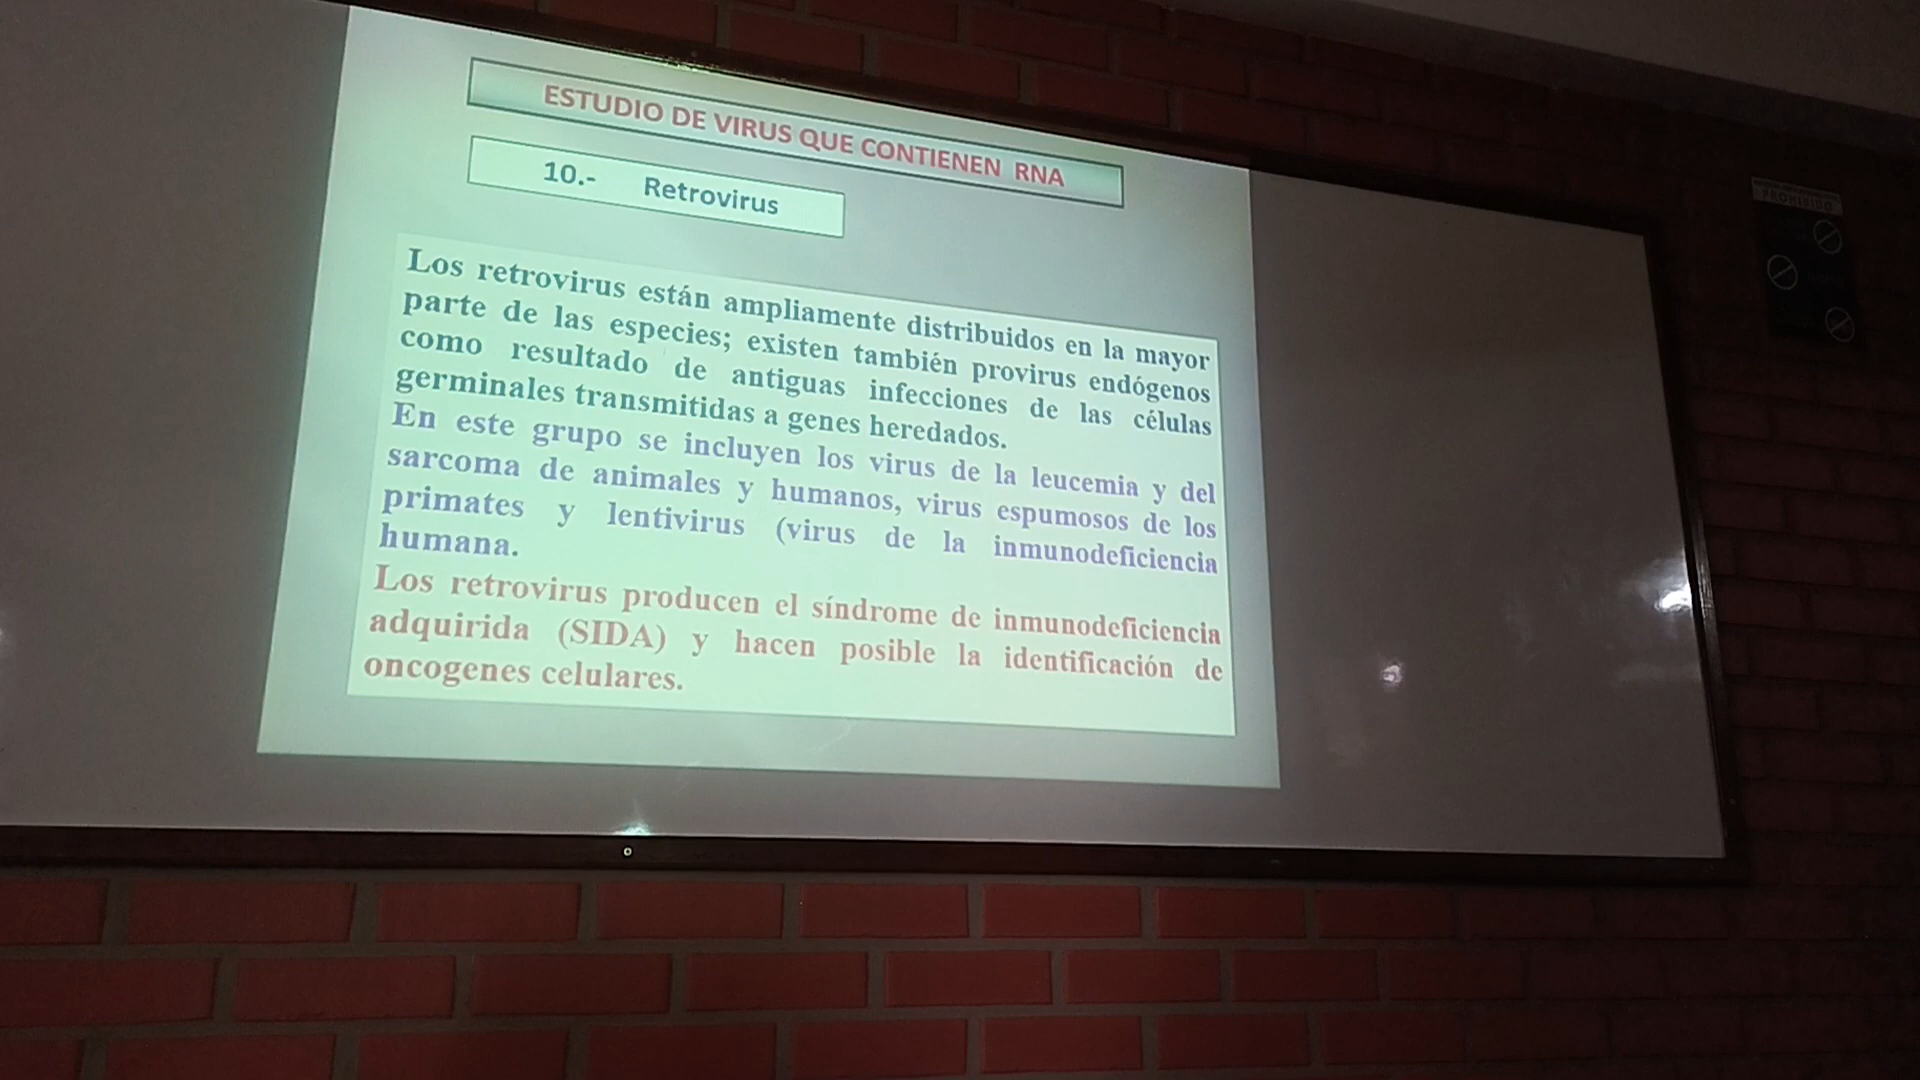 ESTUDIO DE VIRUS QUE CONTIENEN RNA
10.- Retrovirus
Los retrovirus están ampliamente distribuidos en la mayor
parte de las especies; existen también provirus endógenos
como resultado de antiguas infecciones de las células
germinales transmitidas a genes heredados.
En este grupo se incluyen los virus de la leucemia y del
sarcoma de animales y humanos, virus espumosos de los
primates y lentivirus (virus de la inmunodeficiencia
humana.
Los retrovirus producen el síndrome de inmunodeficiencia
adquirida (SIDA) y hacen posible la identificación de
oncogenes celulares.
PROHIBIDO